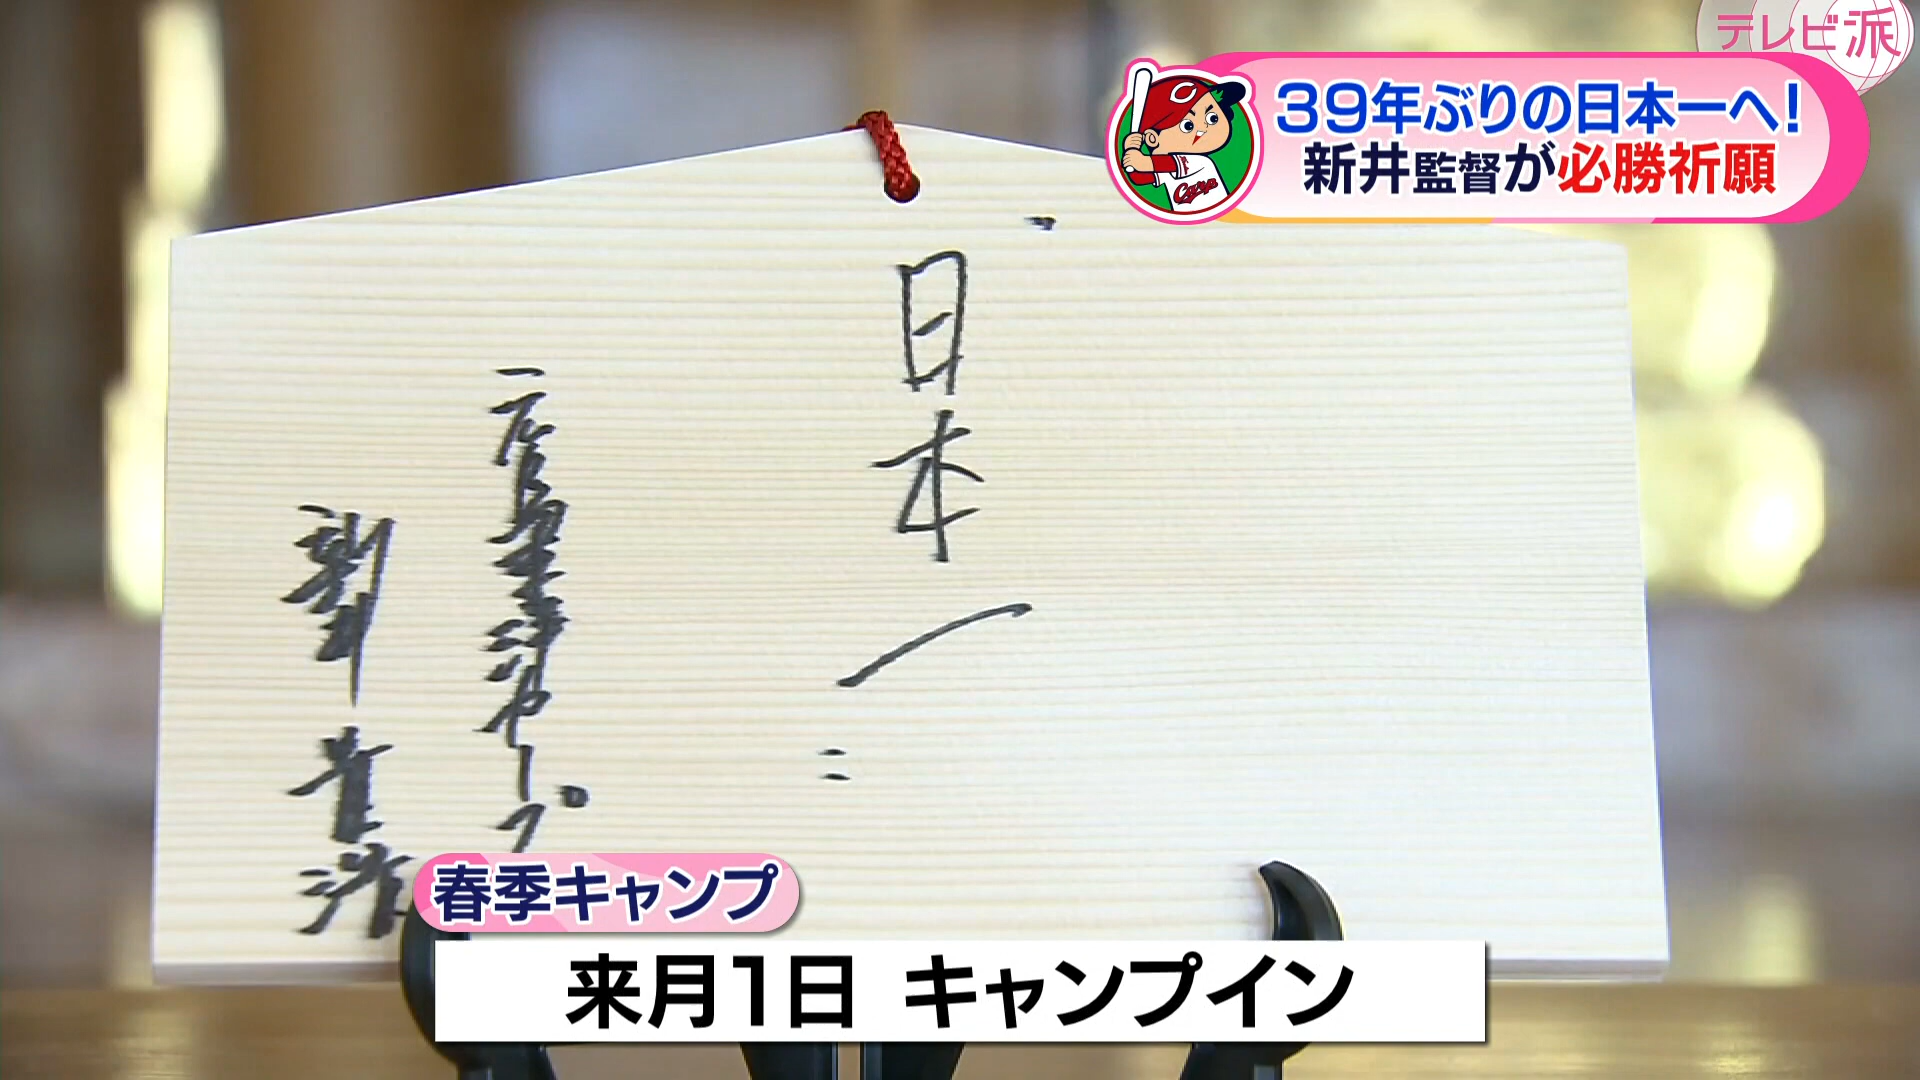 テレビ派
39年ぶりの日本一へ!
新井監督が必勝祈願
日本一
広島東洋カープ
新井貴浩
春季キャンプ
来月1日 キャンプイン